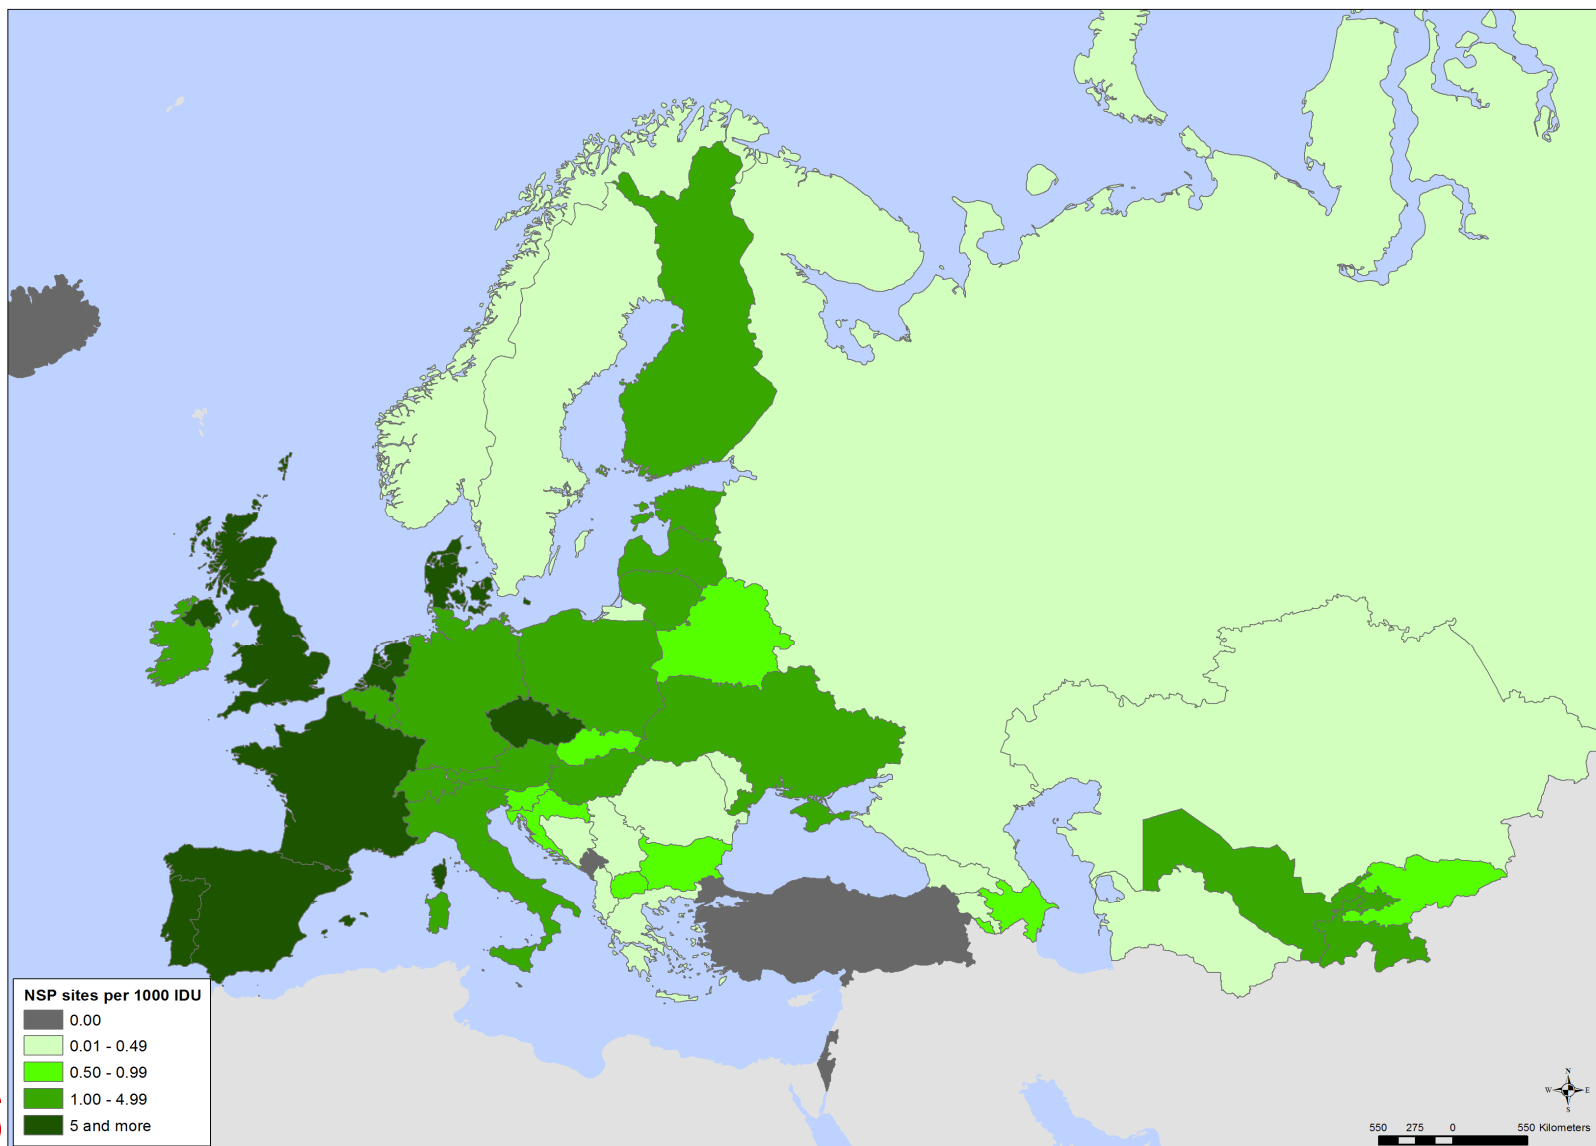 NSP sites per 1000 IDU
0.00
0.01 - 0.49
0.50 - 0.99
1.00 - 4.99
5 and more
N
W E
S
550 275 0 550 Kilometers